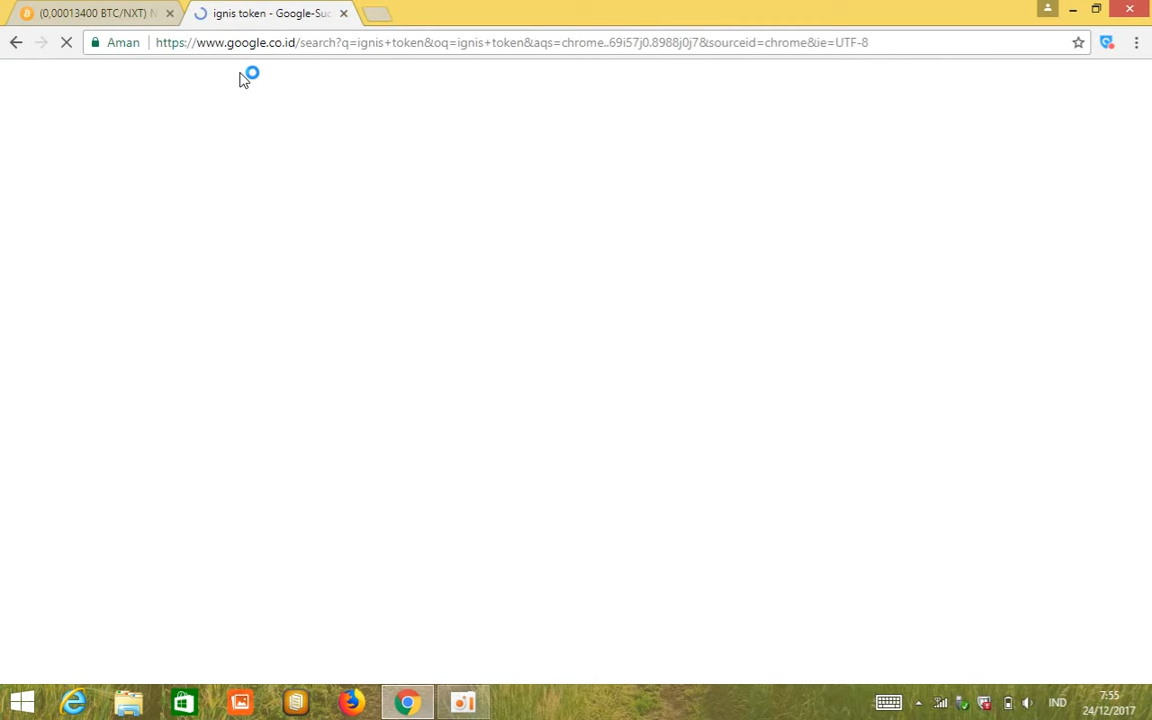 (0,00013400 BTC/NXT) N
ignis token - Google-Suc
Aman
https://www.google.co.id/search?q=ignis+token&oq=ignis+token&aqs=chrome..69i57j0.8988j0j7&sourceid=chrome&ie=UTF-8
IND
7:55
24/12/2017